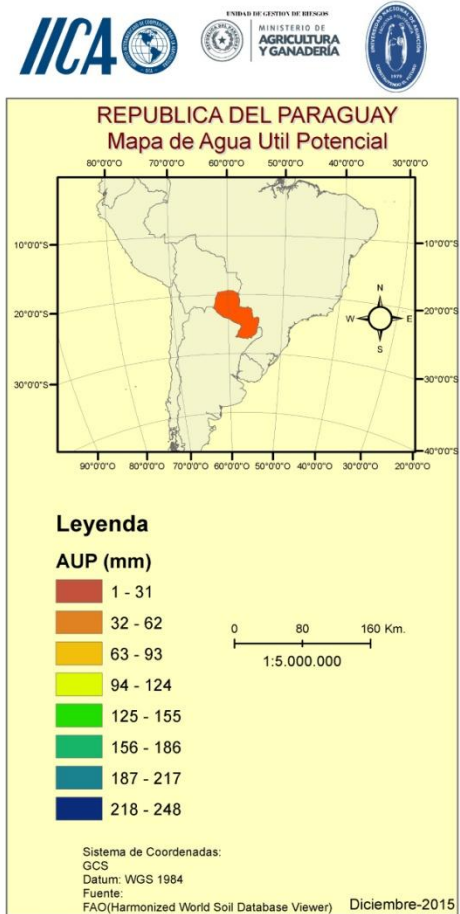 UNIDAD DE GESTION DE RIESGOS
IICA
MINISTERIO DE
AGRICULTURA
Y GANADERÍA
REPUBLICA DEL PARAGUAY
Mapa de Agua Util Potencial
80°0'0"O 70°0'0"O 60°0'0"O 50°0'0"O 40°0'0"O 30°0'0"O
10°0'0"S 10°0'0"S
20°0'0"S 20°0'0"S
30°0'0"S 30°0'0"S
40°0'0"S
N
W E
S
90°0'0"O 80°0'0"O 70°0'0"O 60°0'0"O 50°0'0"O 40°0'0"O 30°0'0"O 20°0'0"O
Leyenda
AUP (mm)
1 - 31
32 - 62
63 - 93
94 - 124
125 - 155
156 - 186
187 - 217
218 - 248
0 80 160 Km.
1:5.000.000
Sistema de Coordenadas:
GCS
Datum: WGS 1984
Fuente:
FAO(Harmonized World Soil Database Viewer)
Diciembre-2015